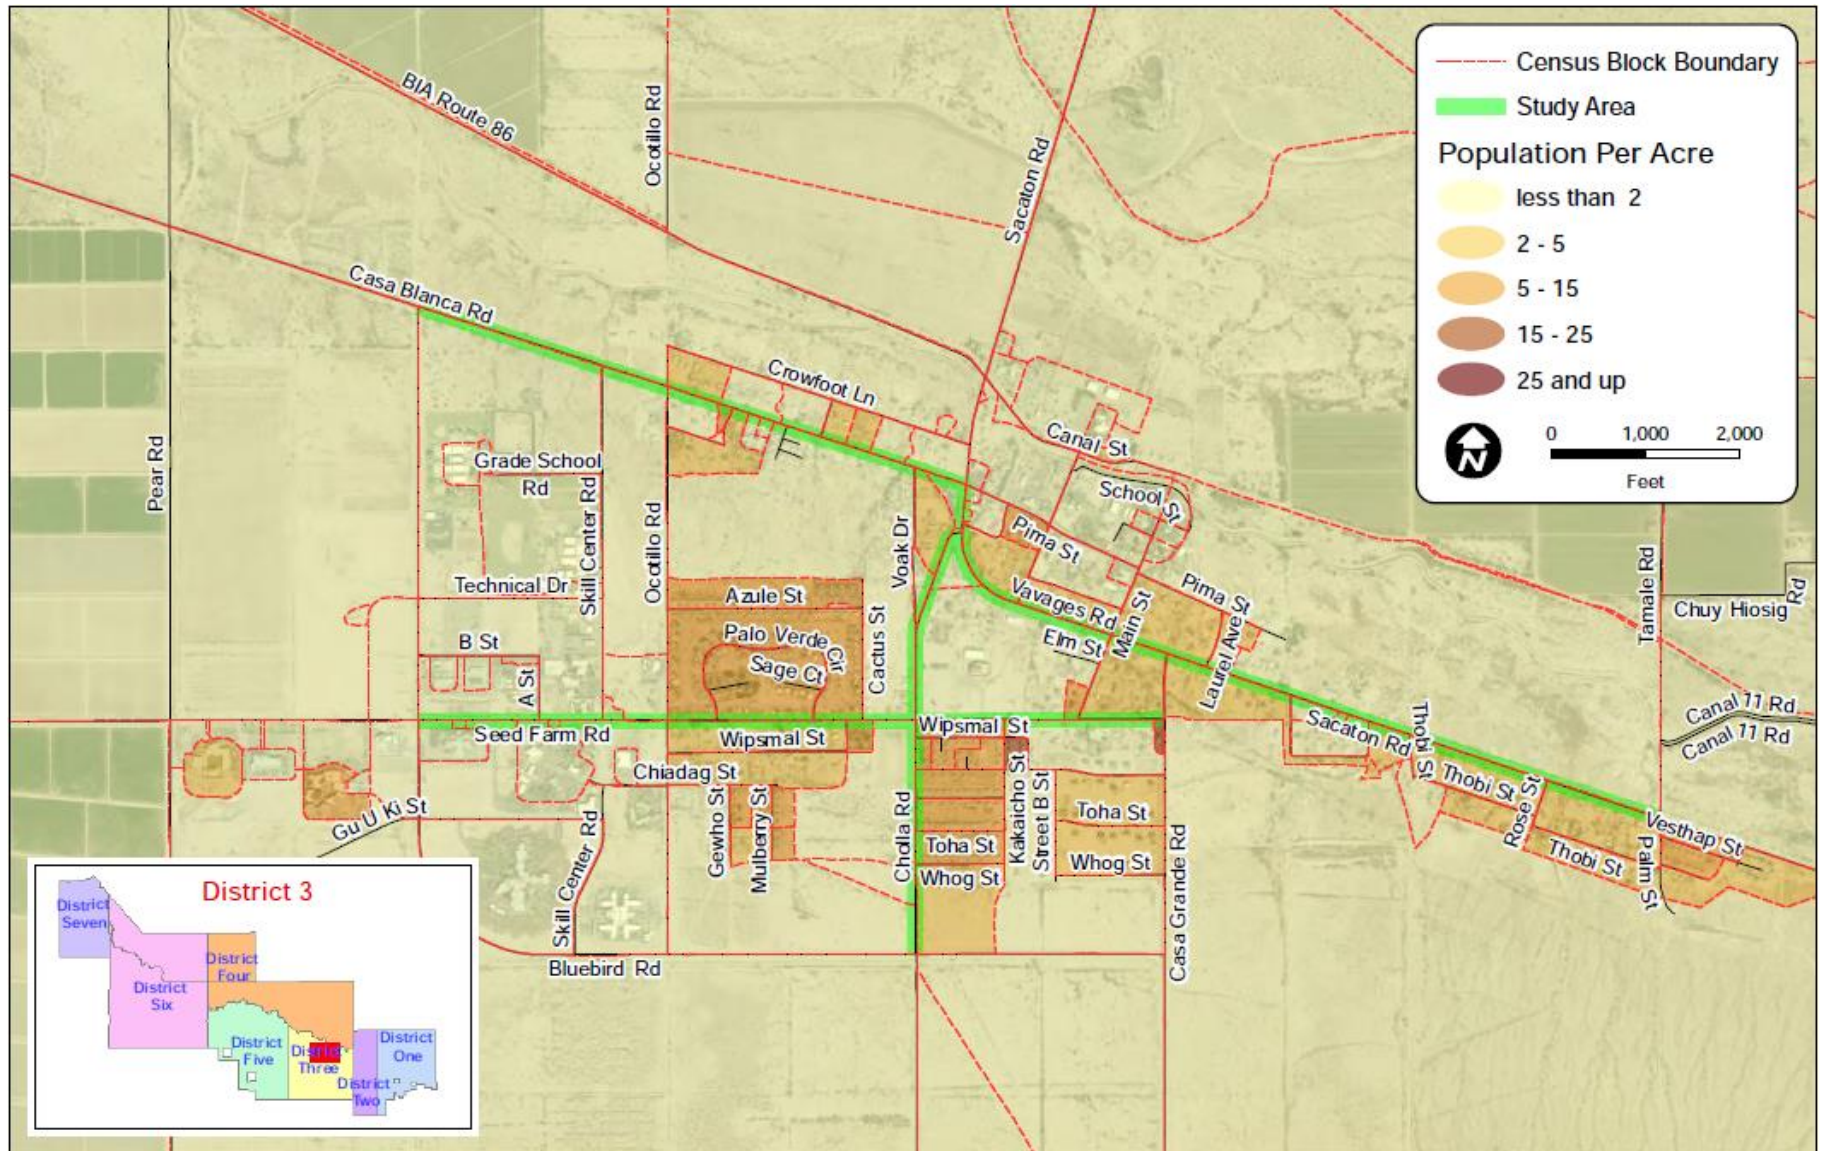 BIA Route 86
Ocotillo Rd
Sacaton Rd
Census Block Boundary
Study Area
Population Per Acre
less than 2
2 - 5
5 - 15
15 - 25
25 and up
N
0 1,000 2,000
Feet
Casa Blanca Rd
Crowfoot Ln
Pear Rd
Canal St
Grade School
Rd
Skill Center Rd
Ocotillo Rd
School St
Voak Dr
Pima St
Technical Dr
Azule St
Vavages Rd
Pima St
Tamale Rd
Chuy Hiosig Rd
B St
Palo Verde Cir
Sage Ct
Cactus St
Elm St
Main St
Laurel Ave
A St
Canal 11 Rd
Canal 11 Rd
Seed Farm Rd
Wipsmal St
Wipsmal St
Sacaton Rd
Thobi St
Chiadag St
Gu U Ki St
Gewho St
Mulberry St
Cholla Rd
Kakaicho St
Street B St
Toha St
Toha St
Whog St
Whog St
Thobi St
Rose St
Vesthap St
Thobi St
Palm St
Skill Center Rd
Casa Grande Rd
Bluebird Rd
District 3
District
Seven
District
Four
District
Six
District
Five
District
Three
District
One
District
Two